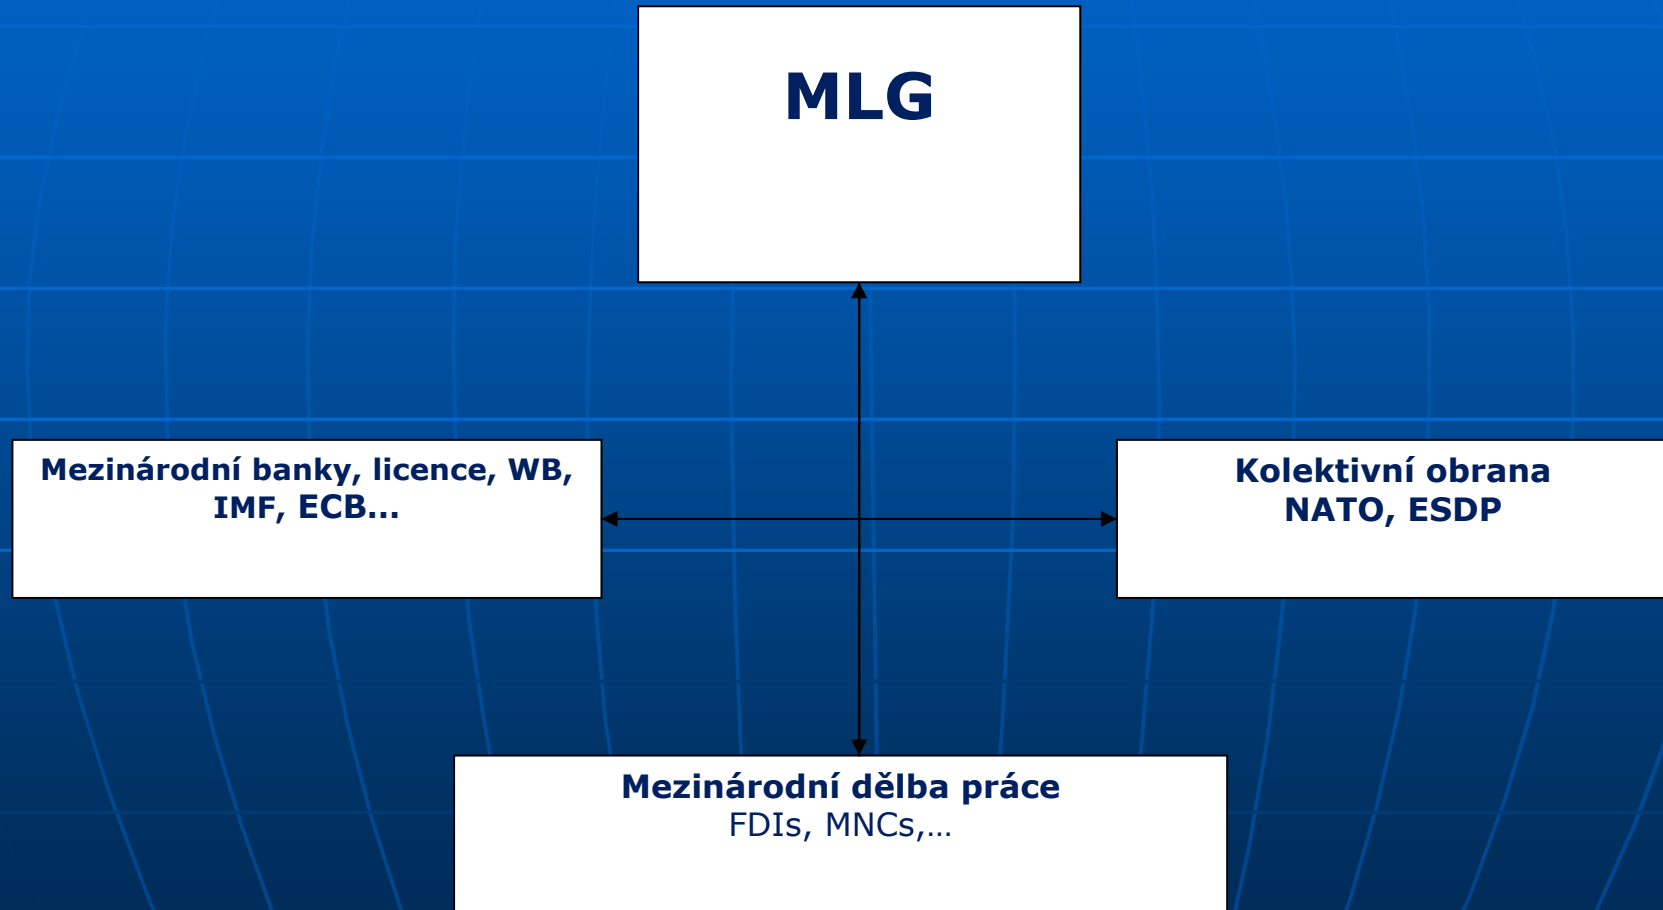 MLG
Mezinárodní banky, licence, WB,
IMF, ECB...
Kolektivní obrana
NATO, ESDP
Mezinárodní dělba práce
FDIs, MNCs,…